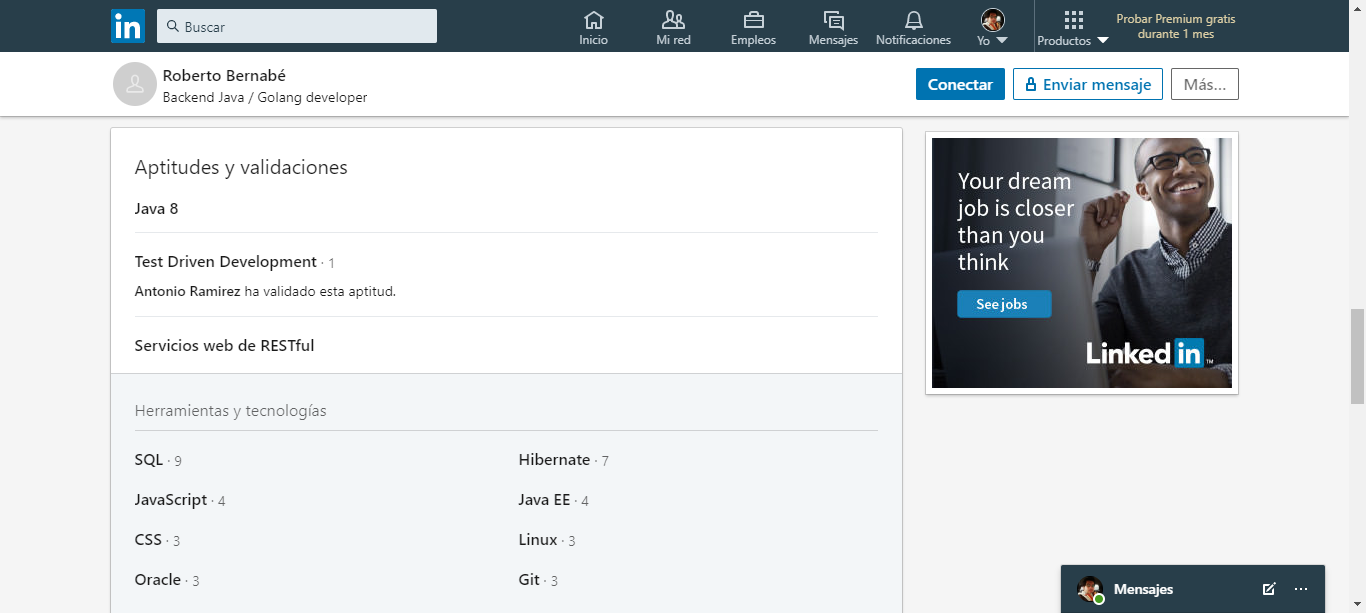 in
Buscar
Inicio
Mi red
Empleos
Mensajes
Notificaciones
Yo
Productos
Probar Premium gratis
durante 1 mes
Roberto Bernabé
Backend Java / Golang developer
Conectar
Enviar mensaje
Más...
Aptitudes y validaciones
Java 8
Test Driven Development · 1
Antonio Ramirez ha validado esta aptitud.
Servicios web de RESTful
Herramientas y tecnologías
SQL · 9
Hibernate · 7
JavaScript · 4
Java EE · 4
CSS · 3
Linux · 3
Oracle · 3
Git · 3
Your dream
job is closer
than you
think
See jobs
Linked in ™
Mensajes
...